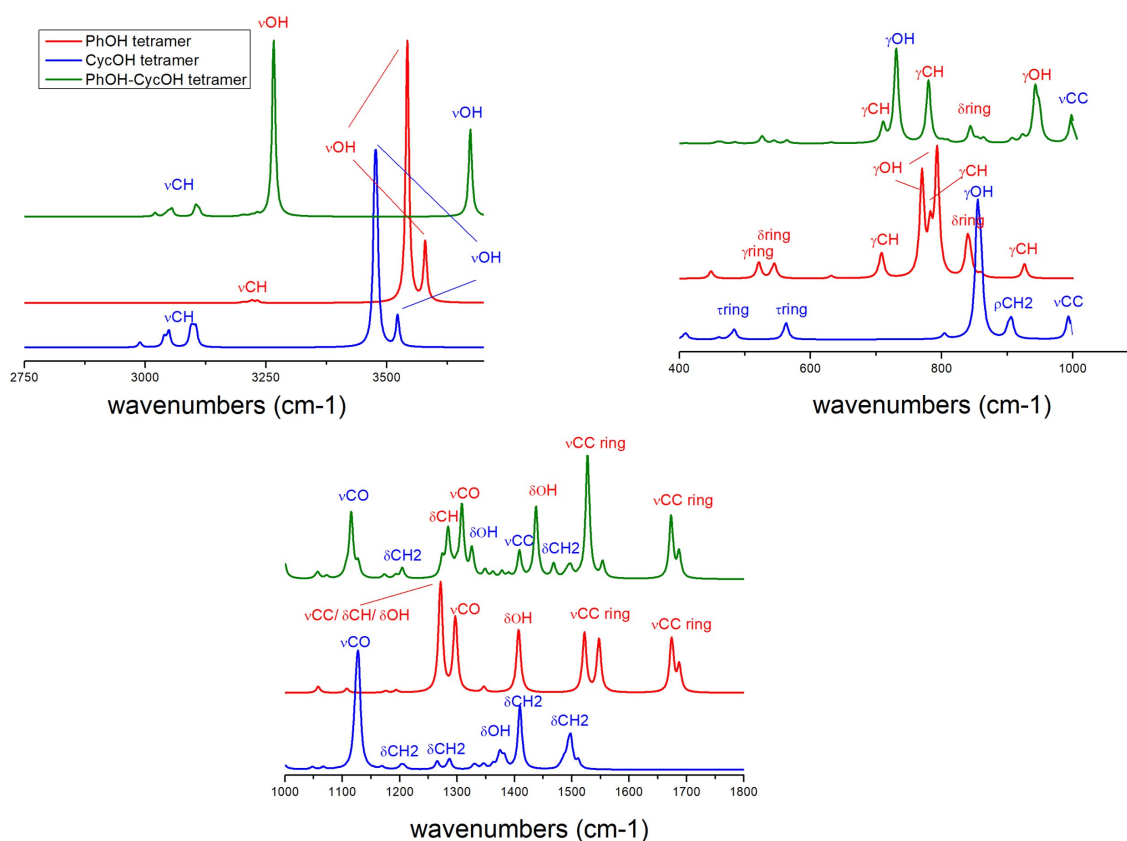 νOH
PhOH tetramer
CycOH tetramer
PhOH-CycOH tetramer
νOH
νOH
νCH
νOH
νCH
νCH
2750 3000 3250 3500
wavenumbers (cm-1)
γOH
γCH
γOH
γCH
δring
νCC
γOH
γCH
γOH
δring
δring
γring
γCH
γCH
τring
τring
ρCH2
νCC
400 600 800 1000
wavenumbers (cm-1)
νCC ring
νCO
νCO
δCH
δOH
δOH
νCC ring
νCC
δCH2
δCH2
νCC/ δCH/ δOH
νCO
δOH
νCC ring
νCC ring
νCO
δCH2
δCH2
δCH2
δOH
δCH2
1000 1100 1200 1300 1400 1500 1600 1700 1800
wavenumbers (cm-1)